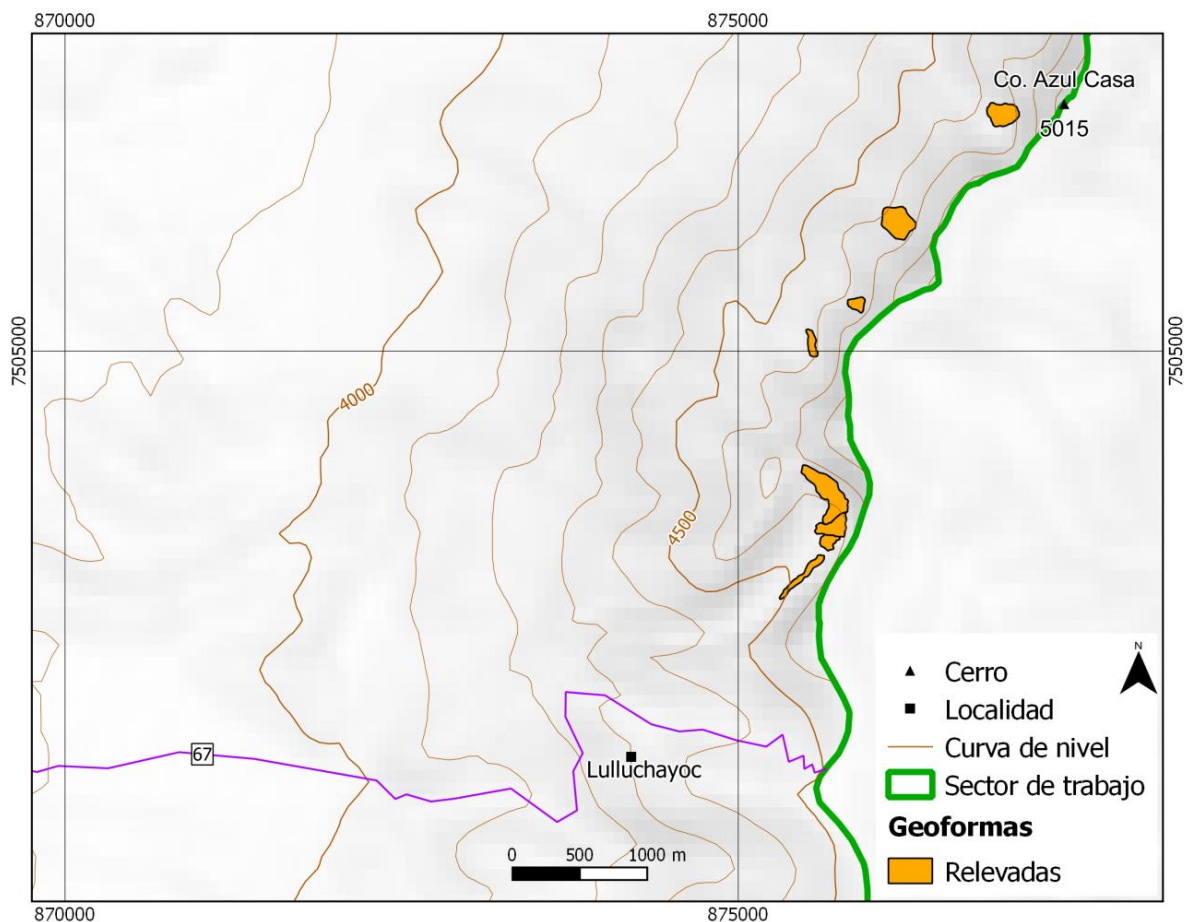 870000
875000
Co. Azul Casa
5015
7505000
7505000
4000
4500
N
Cerro
Localidad
Curva de nivel
Sector de trabajo
Geoformas
Relevadas
67
Lulluchayoc
0 500 1000 m
870000
875000